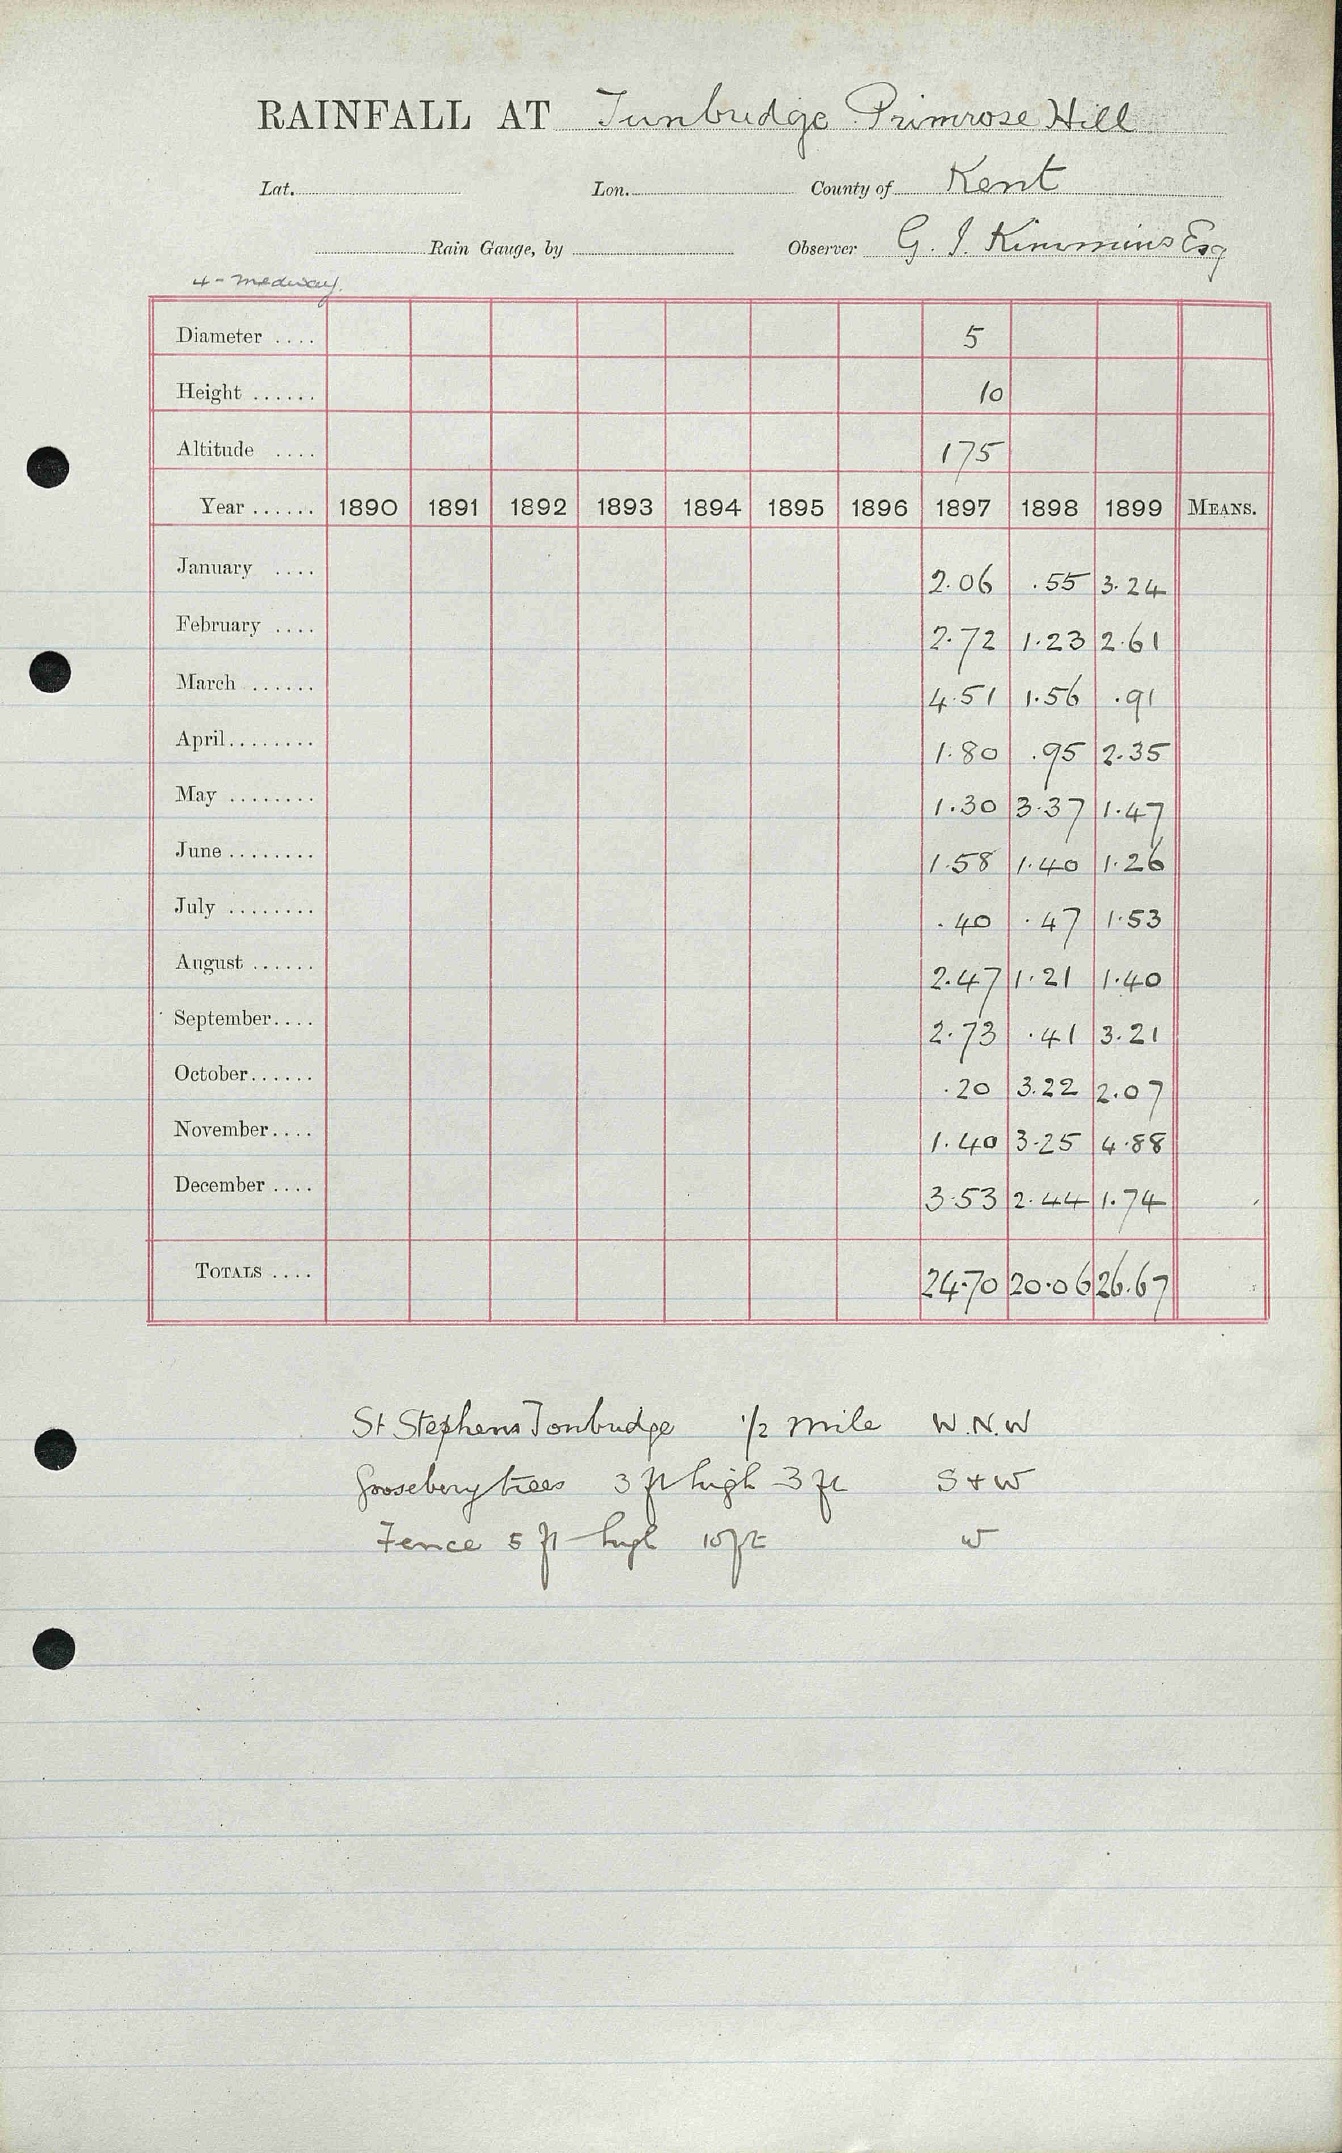 RAINFALL AT Tunbridge Primrose Hill
Lat. Lon. County of Kent
Rain Gauge, by Observer G. J. Kimmins Esq
4 - Medway.
Diameter .... 5
Height ...... 10
Altitude .... 175
Year ...... 1890 1891 1892 1893 1894 1895 1896 1897 1898 1899 MEANS.
January .... 2.06 .55 3.24
February .... 2.72 1.23 2.61
March ...... 4.51 1.56 .91
April........ 1.80 .95 2.35
May ........ 1.30 3.37 1.47
June ........ 1.58 1.40 1.26
July ........ .40 .47 1.53
August ...... 2.47 1.21 1.40
September.... 2.73 .41 3.21
October...... .20 3.22 2.07
November.... 1.40 3.25 4.88
December .... 3.53 2.44 1.74
TOTALS .... 24.70 20.06 26.67
St Stephens Tonbridge 1/2 mile W.N.W
Gooseberry trees 3 ft high 3 ft S + W
Fence 5 ft high 10 ft W